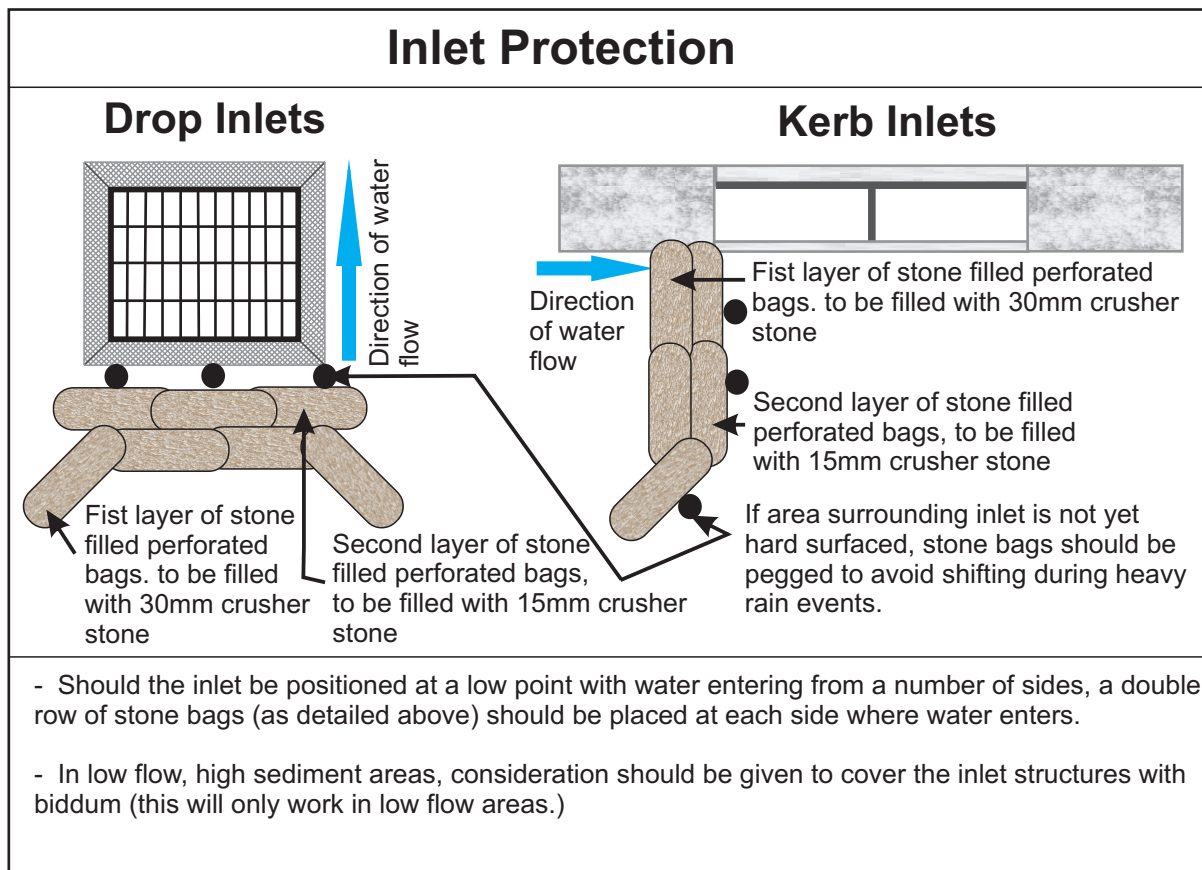 Inlet Protection
Drop Inlets
Direction of water
flow
Fist layer of stone
filled perforated
bags. to be filled
with 30mm crusher
stone
Second layer of stone
filled perforated bags,
to be filled with 15mm crusher
stone
Kerb Inlets
Direction
of water
flow
Fist layer of stone filled perforated
bags. to be filled with 30mm crusher
stone
Second layer of stone filled
perforated bags, to be filled
with 15mm crusher stone
If area surrounding inlet is not yet
hard surfaced, stone bags should be
pegged to avoid shifting during heavy
rain events.
- Should the inlet be positioned at a low point with water entering from a number of sides, a double
row of stone bags (as detailed above) should be placed at each side where water enters.
- In low flow, high sediment areas, consideration should be given to cover the inlet structures with
biddum (this will only work in low flow areas.)